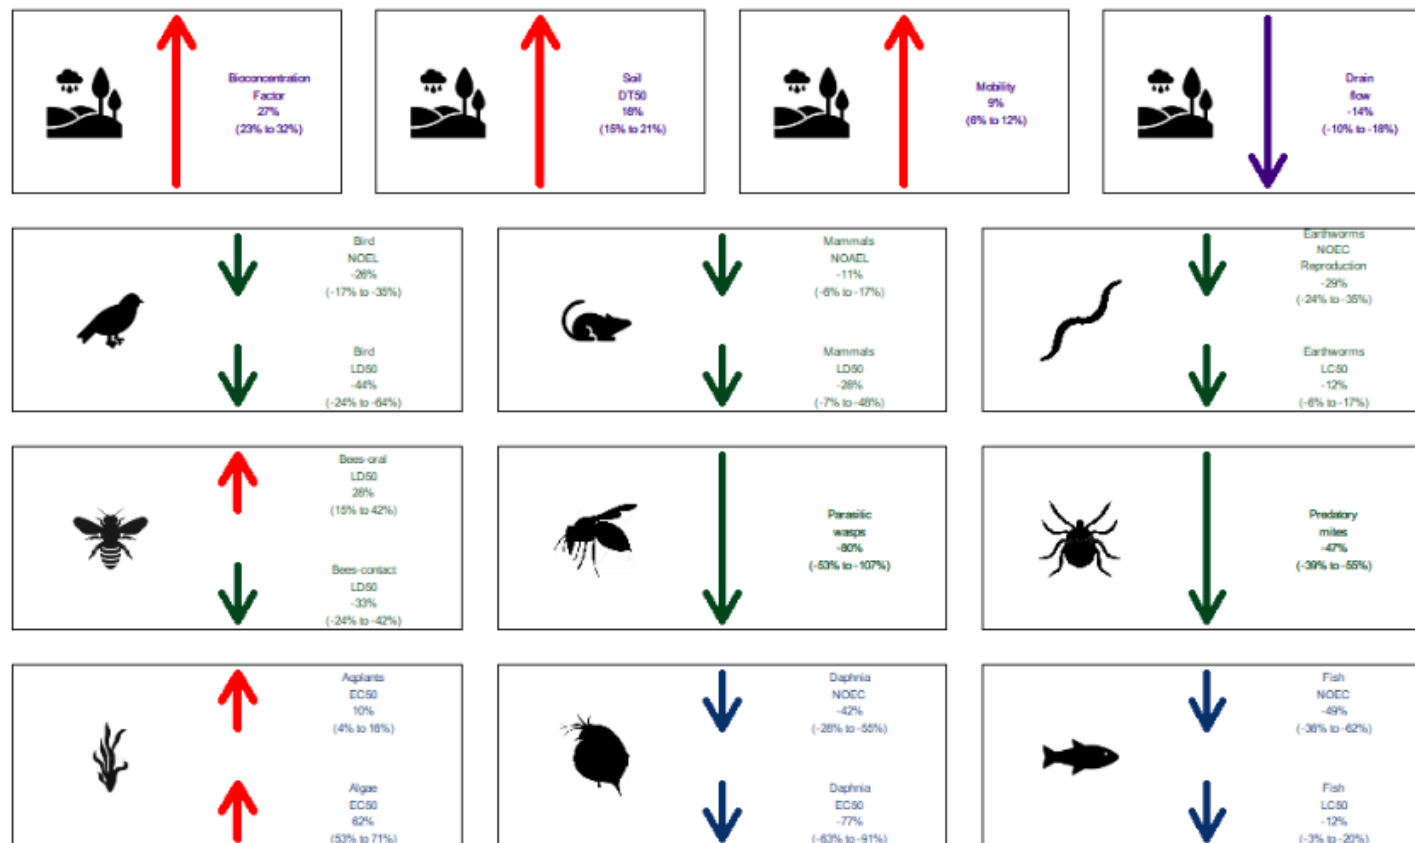 Bioconcentration
Factor
27%
(23% to 32%)
Soil
DT50
18%
(15% to 21%)
Mobility
9%
(6% to 12%)
Drain
flow
-14%
(-10% to -18%)
Bird
NOEL
-26%
(-17% to -35%)
Bird
LD50
-44%
(-24% to -64%)
Mammals
NOAEL
-11%
(-6% to -17%)
Mammals
LD50
-28%
(-7% to -48%)
Earthworms
NOEC
Reproduction
-29%
(-24% to -35%)
Earthworms
LC50
-12%
(-6% to -17%)
Bees-oral
LD50
28%
(15% to 42%)
Bees-contact
LD50
-33%
(-24% to -42%)
Parasitic
wasps
-80%
(-53% to -107%)
Predatory
mites
-47%
(-39% to -55%)
Aqplants
EC50
10%
(4% to 16%)
Algae
EC50
62%
(53% to 71%)
Daphnia
NOEC
-42%
(-28% to -55%)
Daphnia
EC50
-77%
(-63% to -91%)
Fish
NOEC
-49%
(-36% to -62%)
Fish
LC50
-12%
(-3% to -20%)